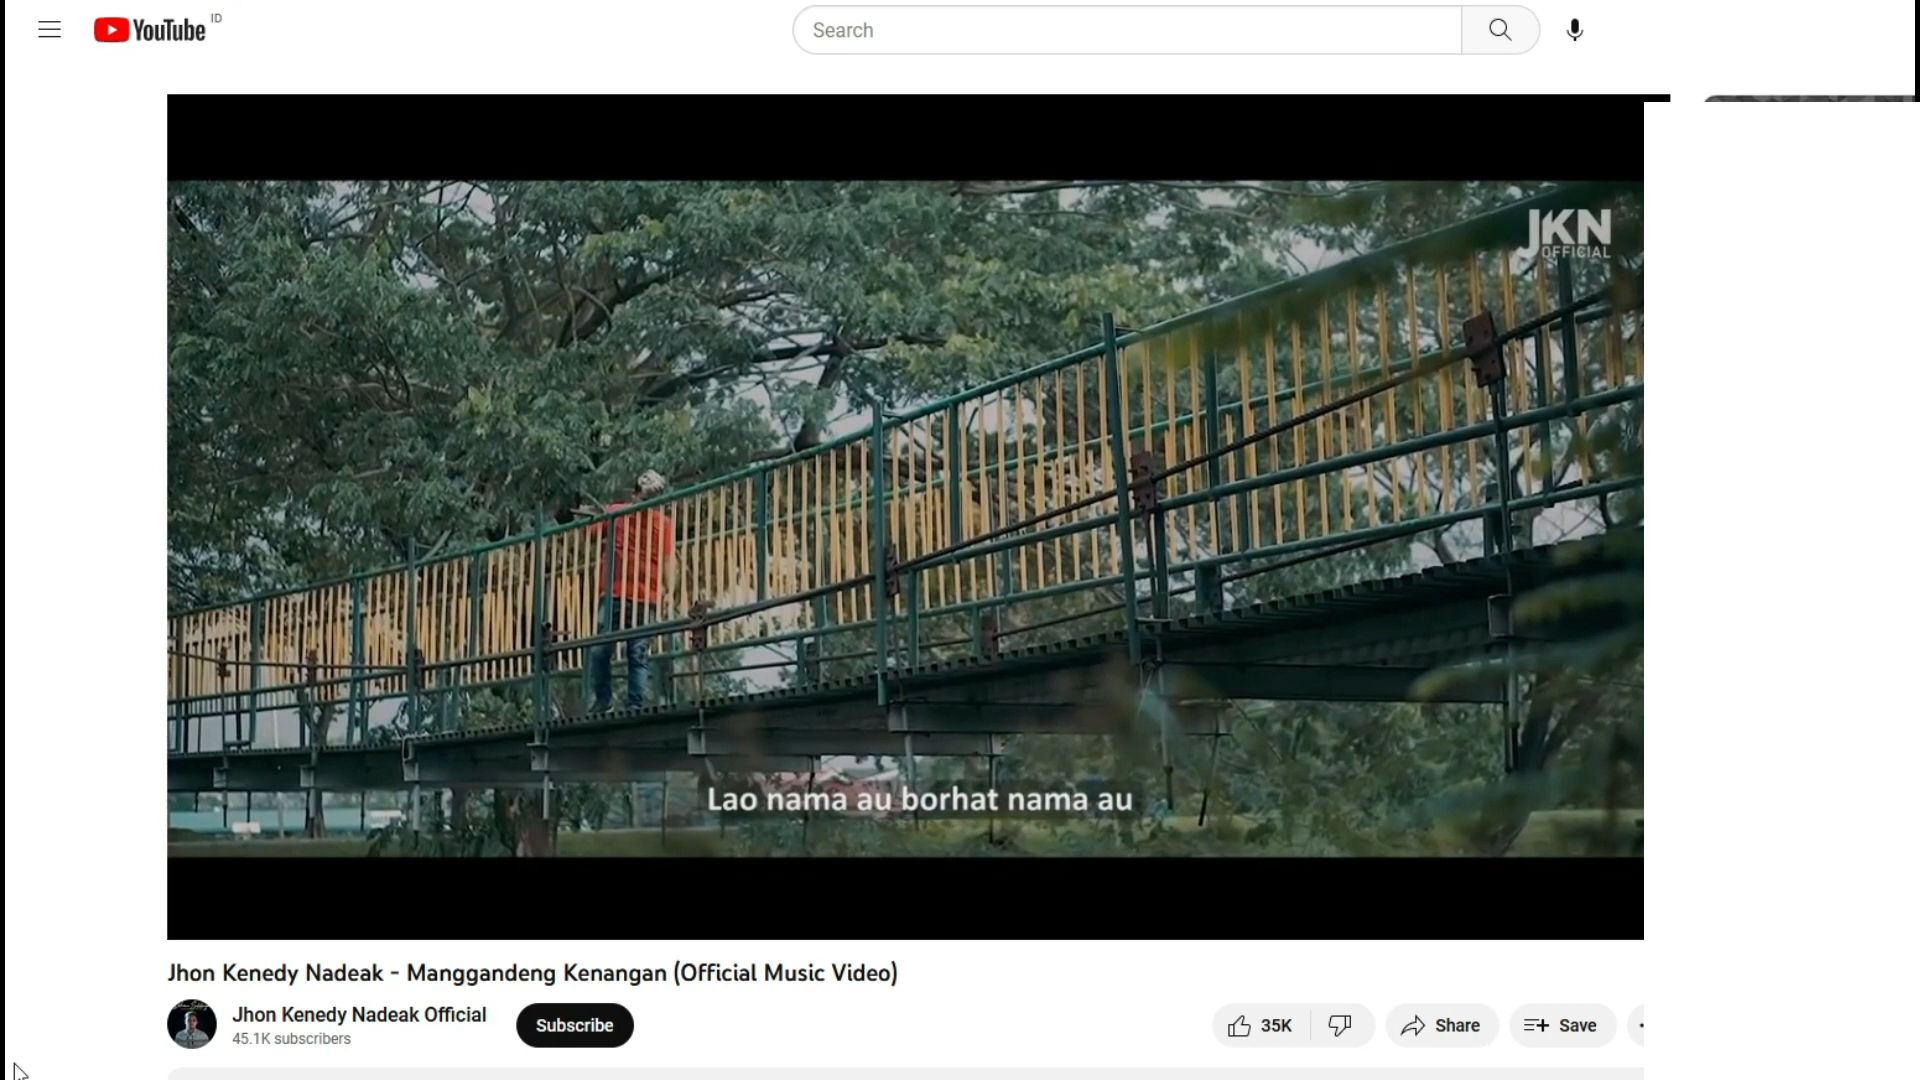 YouTube ID
Search
JKN
OFFICIAL
Lao nama au borhat nama au
Jhon Kenedy Nadeak - Manggandeng Kenangan (Official Music Video)
Jhon Kenedy Nadeak Official
45.1K subscribers
Subscribe
35K
Share
Save